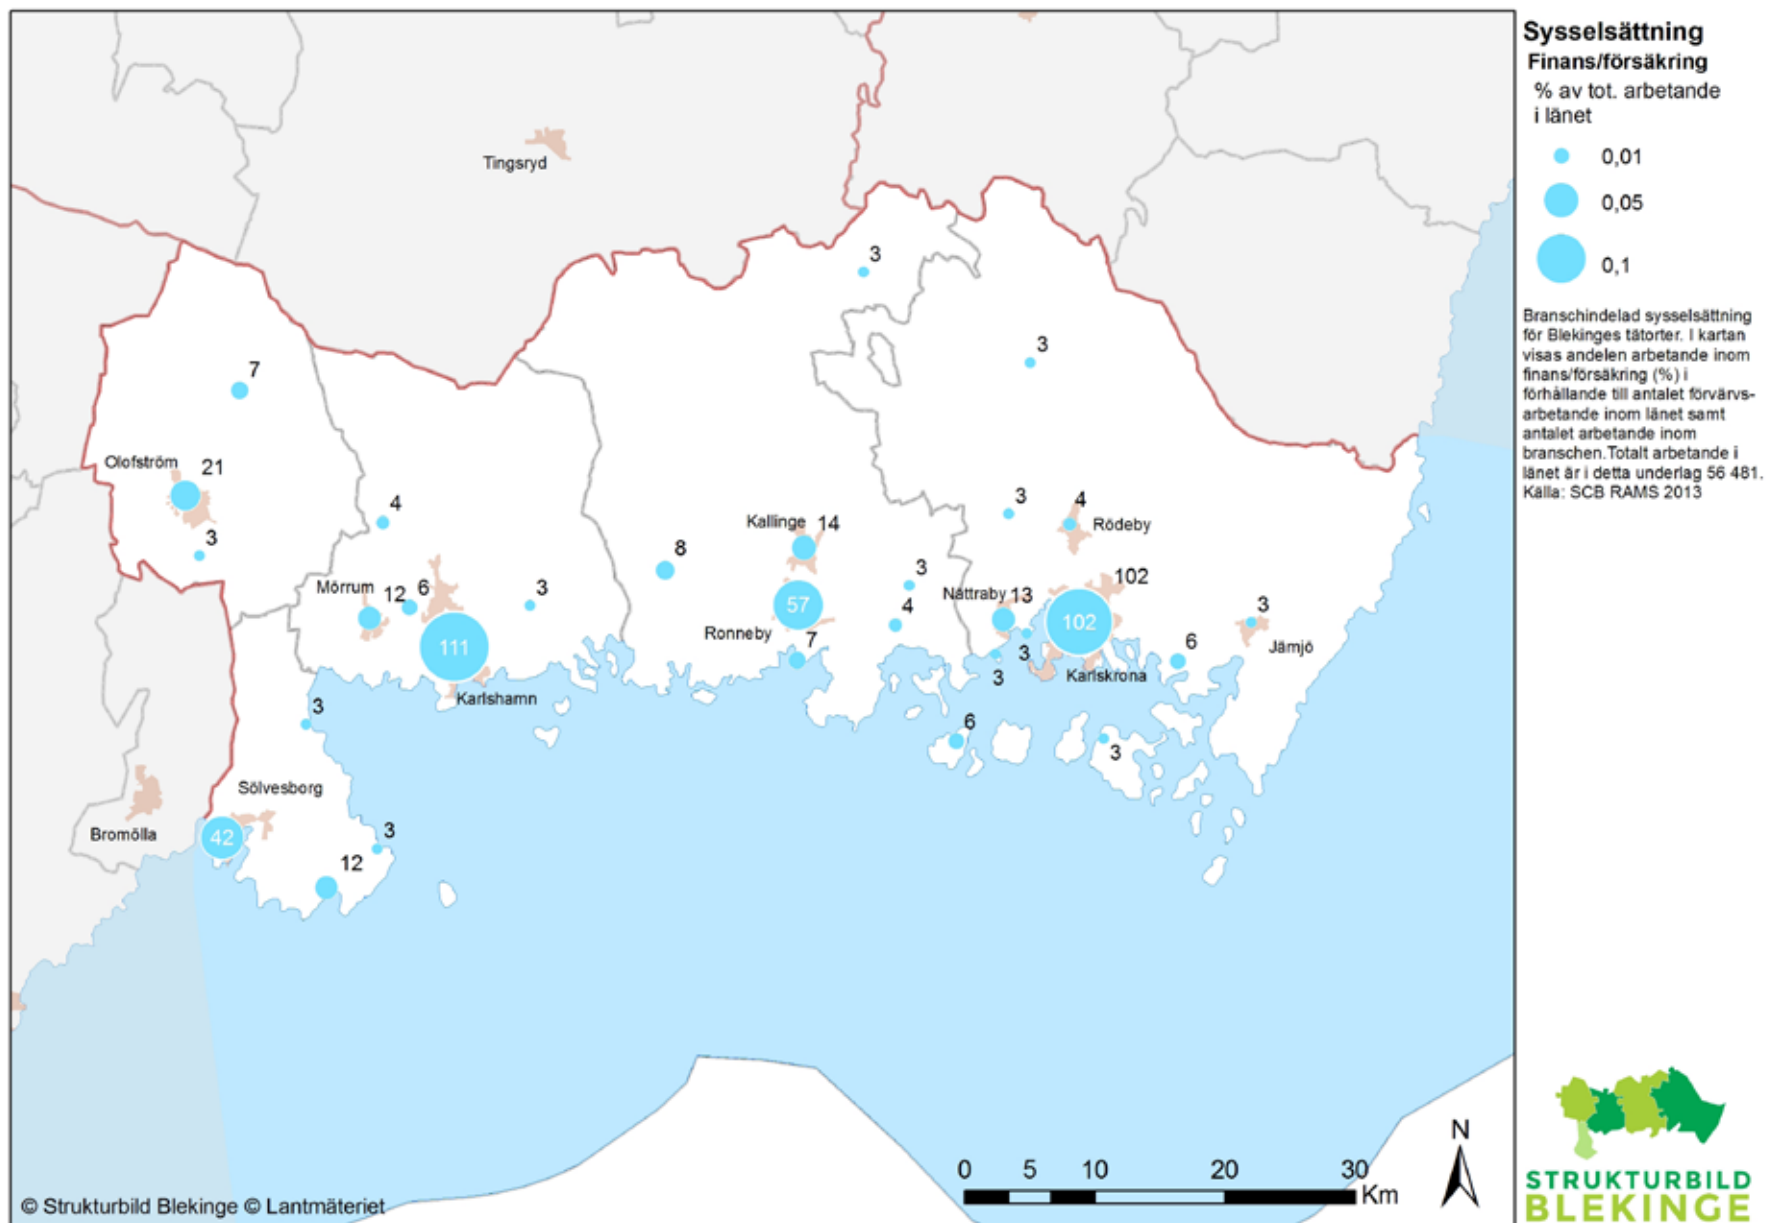 Sysselsättning
Finans/försäkring
% av tot. arbetande
i länet
0,01
0,05
0,1
Branschindelad sysselsättning
för Blekinges tätorter. I kartan
visas andelen arbetande inom
finans/försäkring (%) i
förhållande till antalet förvärvs-
arbetande inom länet samt
antalet arbetande inom
branschen. Totalt arbetande i
länet är i detta underlag 56 481.
Källa: SCB RAMS 2013
Tingsryd
3
3
7
Olofström
21
3
4
Mörrum
12
6
3
111
Karlshamn
8
Kallinge
14
57
Ronneby
7
3
4
3
4
Rödeby
Nättraby
13
102
102
Karlskrona
3
3
3
Jämjö
6
6
3
3
Sölvesborg
42
3
12
Bromölla
N
0 5 10 20 30
Km
© Strukturbild Blekinge © Lantmäteriet
STRUKTURBILD
BLEKINGE